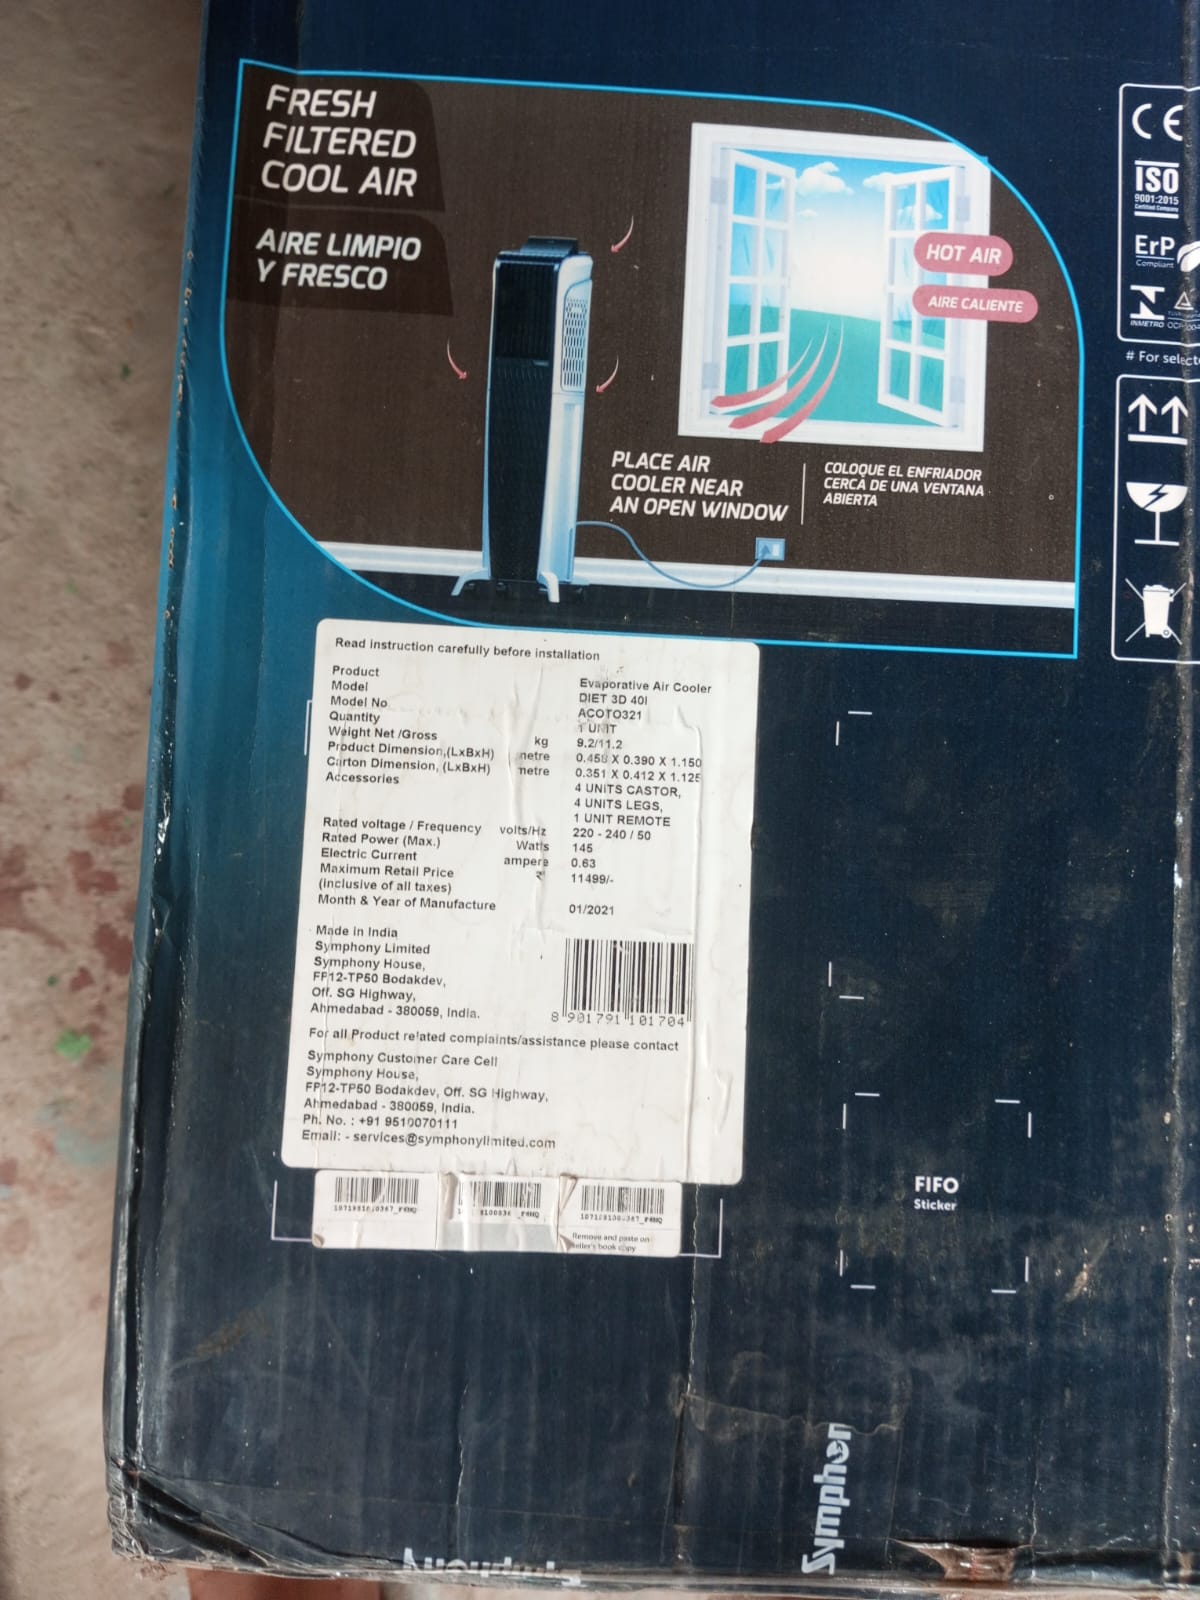 FRESH
FILTERED
COOL AIR
AIRE LIMPIO
Y FRESCO
HOT AIR
AIRE CALIENTE
PLACE AIR
COOLER NEAR
AN OPEN WINDOW
COLOQUE EL ENFRIADOR
CERCA DE UNA VENTANA
ABIERTA
CE
ISO
9001:2015
Certified Company
ErP
Compliant
INMETRO
# For
Read instruction carefully before installation
Product Evaporative Air Cooler
Model DIET 3D 40I
Model No ACOTO321
Quantity 1 UNIT
Weight Net /Gross kg 9.2/11.2
Product Dimension,(LxBxH) metre 0.458 X 0.390 X 1.150
Carton Dimension, (LxBxH) metre 0.351 X 0.412 X 1.125
Accessories 4 UNITS CASTOR,
4 UNITS LEGS,
1 UNIT REMOTE
Rated voltage / Frequency volts/Hz 220 - 240 / 50
Rated Power (Max.) Watts 145
Electric Current ampere 0.63
Maximum Retail Price ₹ 11499/-
(inclusive of all taxes)
Month & Year of Manufacture 01/2021
Made in India
Symphony Limited
Symphony House,
FP12-TP50 Bodakdev,
Off. SG Highway,
Ahmedabad - 380059, India.
8 901791 101704
For all Product related complaints/assistance please contact
Symphony Customer Care Cell
Symphony House,
FP12-TP50 Bodakdev, Off. SG Highway,
Ahmedabad - 380059, India.
Ph. No. : +91 9510070111
Email: - services@symphonylimited.com
Remove and paste on
seller's book copy
FIFO
Sticker
Symphon